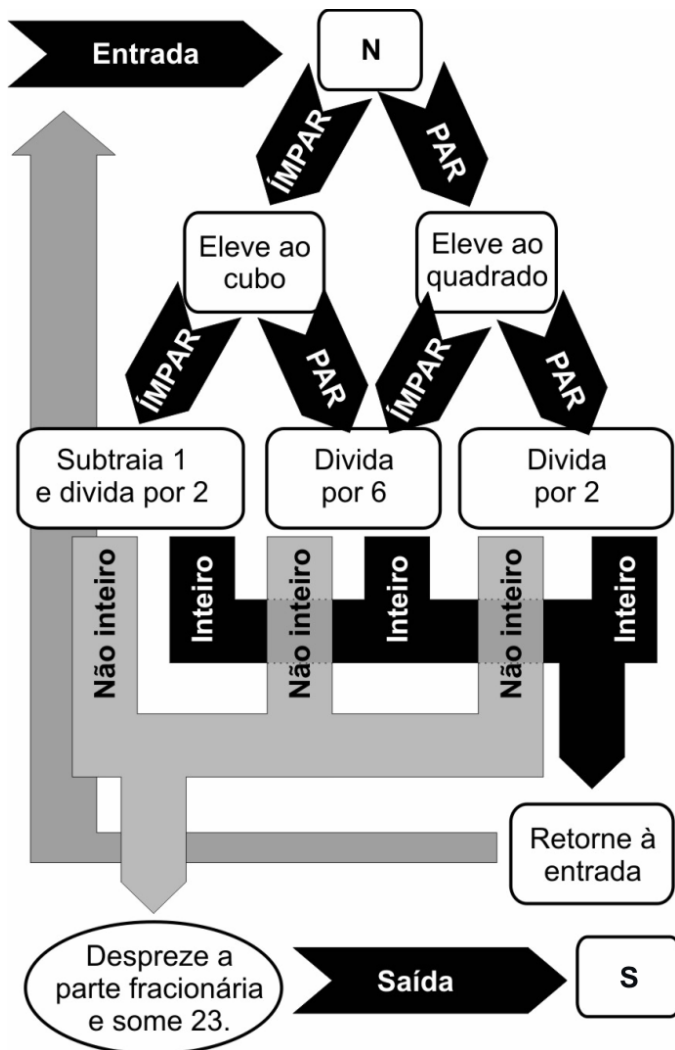 Entrada
N
ÍMPAR
PAR
Eleve ao
cubo
Eleve ao
quadrado
ÍMPAR
PAR
ÍMPAR
PAR
Subtraia 1
e divida por 2
Divida
por 6
Divida
por 2
Não inteiro
Inteiro
Não inteiro
Inteiro
Não inteiro
Inteiro
Retorne à
entrada
Despreze a
parte fracionária
e some 23.
Saída
S